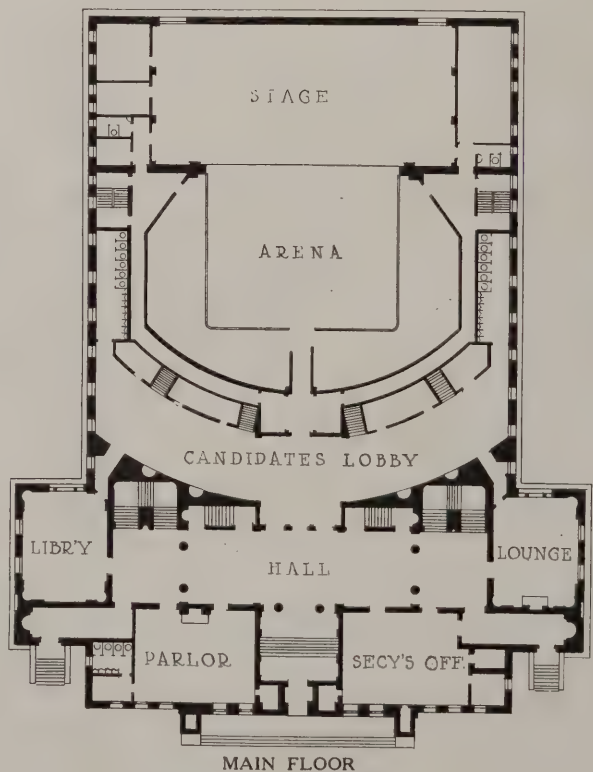 STAGE
ARENA
CANDIDATES LOBBY
LIBR'Y
HALL
LOUNGE
PARLOR
SECY'S OFF.
MAIN FLOOR